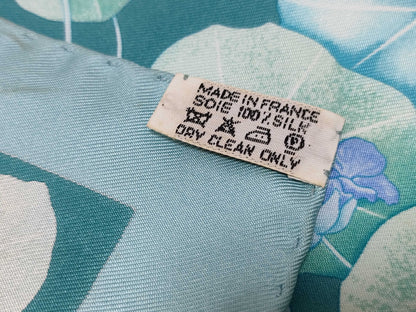 MADE IN FRANCE
SOIE 100% SILK
P
DRY CLEAN ONLY